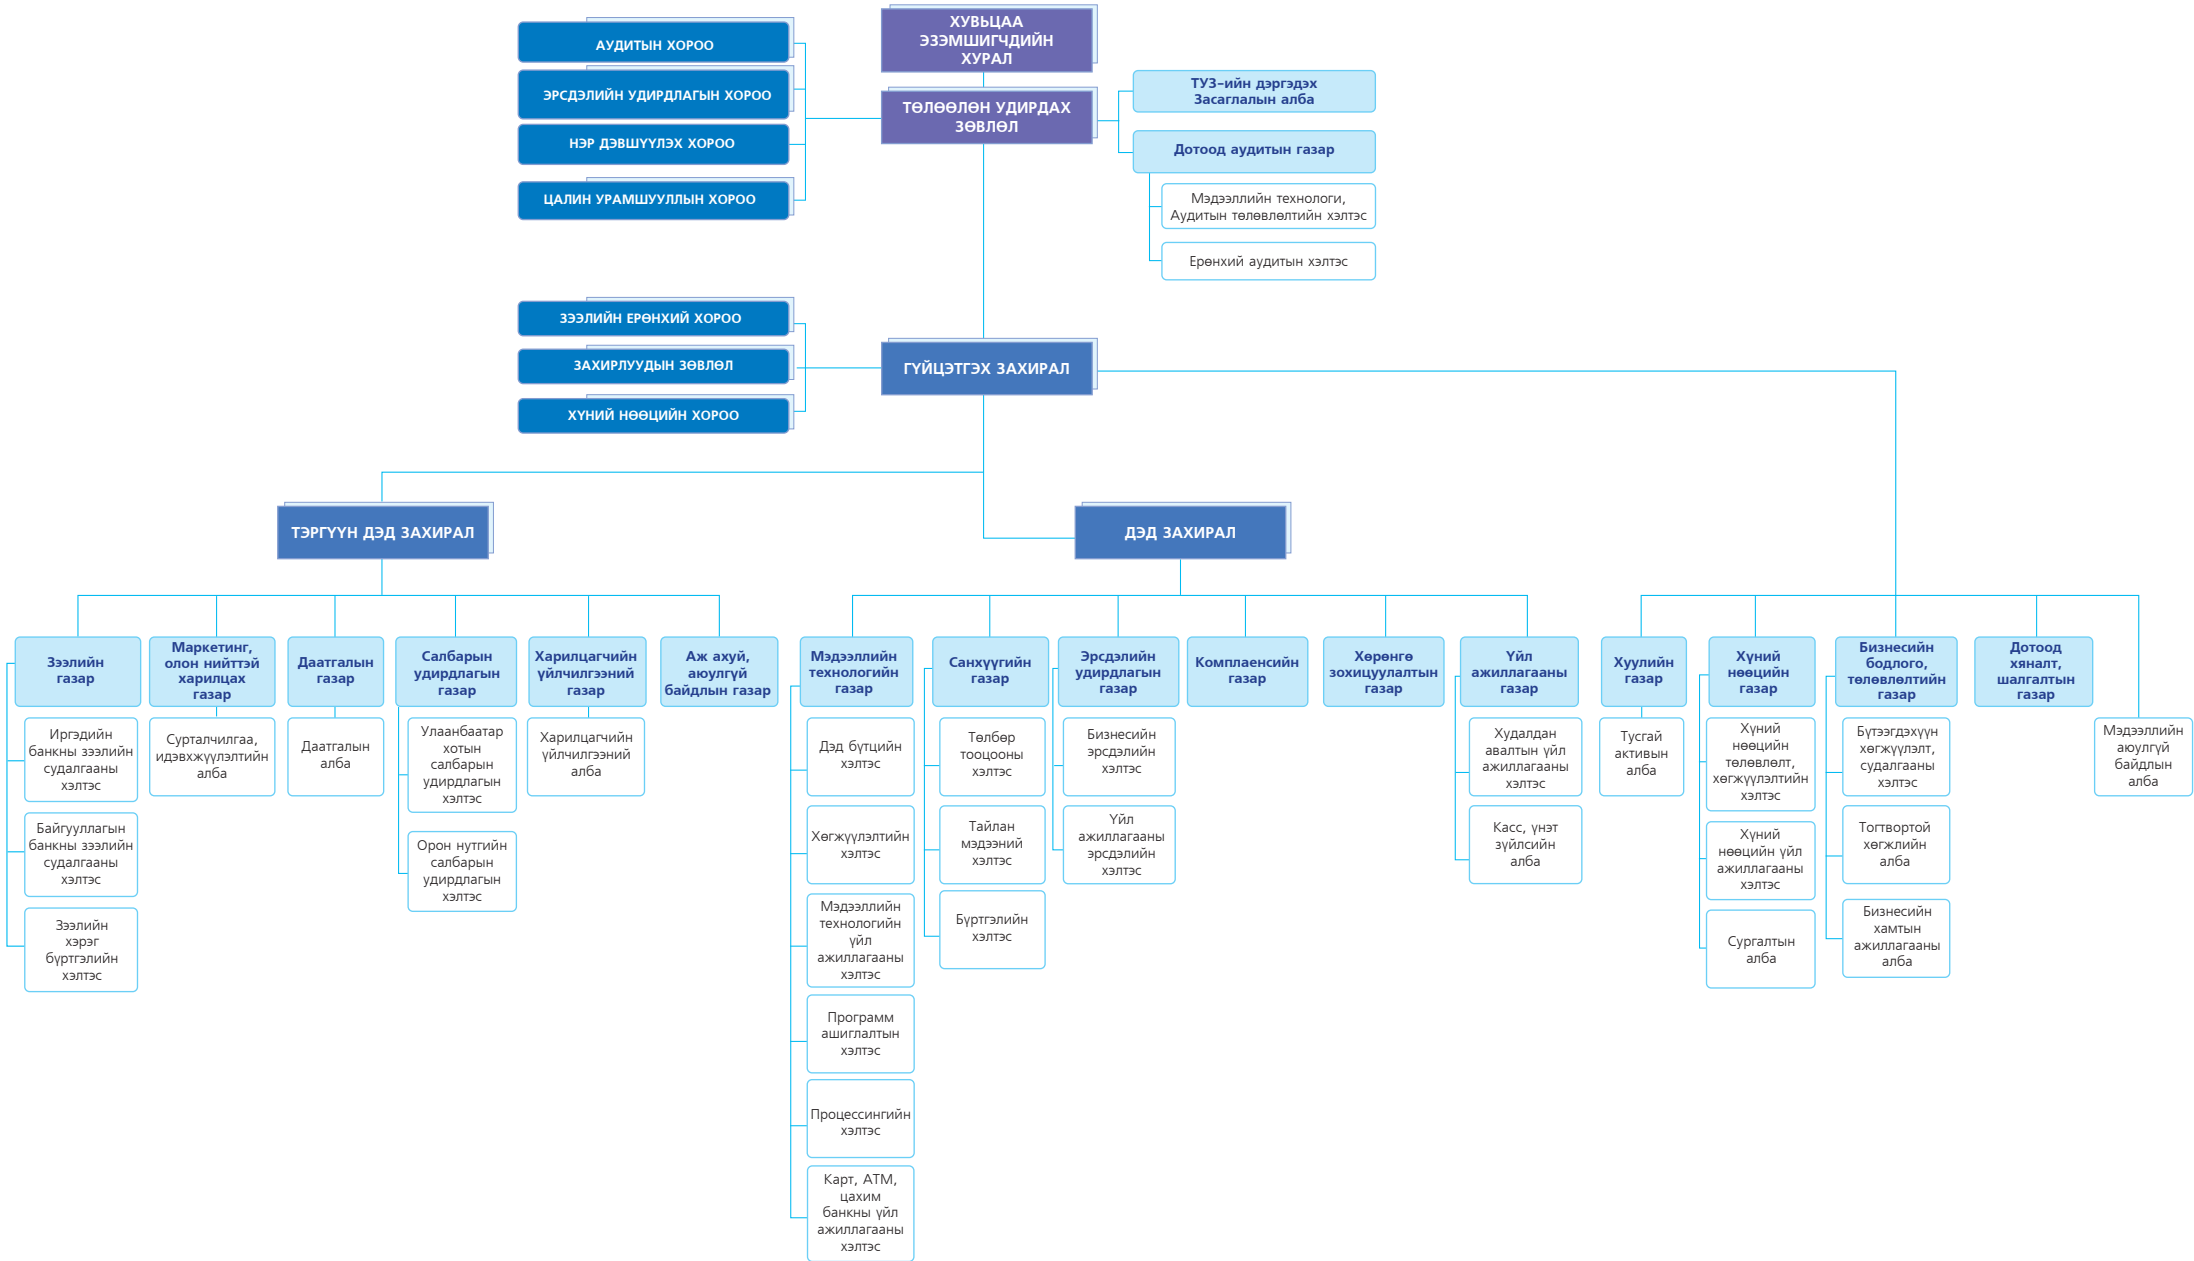 ХУВЬЦАА
ЭЗЭМШИГЧДИЙН
ХУРАЛ
ТӨЛӨӨЛӨН УДИРДАХ
ЗӨВЛӨЛ
АУДИТЫН ХОРОО
ЭРСДЭЛИЙН УДИРДЛАГЫН ХОРОО
НЭР ДЭВШҮҮЛЭХ ХОРОО
ЦАЛИН УРАМШУУЛЛЫН ХОРОО
ТУЗ-ийн дэргэдэх
Засаглалын алба
Дотоод аудитын газар
Мэдээллийн технологи,
Аудитын төлөвлөлтийн хэлтэс
Ерөнхий аудитын хэлтэс
ЗЭЭЛИЙН ЕРӨНХИЙ ХОРОО
ЗАХИРЛУУДЫН ЗӨВЛӨЛ
ХҮНИЙ НӨӨЦИЙН ХОРОО
ГҮЙЦЭТГЭХ ЗАХИРАЛ
ТЭРГҮҮН ДЭД ЗАХИРАЛ
ДЭД ЗАХИРАЛ
Зээлийн
газар
Иргэдийн
банкны зээлийн
судалгааны
хэлтэс
Байгууллагын
банкны зээлийн
судалгааны
хэлтэс
Зээлийн
хэрэг
бүртгэлийн
хэлтэс
Маркетинг,
олон нийттэй
харилцах
газар
Сурталчилгаа,
идэвхжүүлэлтийн
алба
Даатгалын
газар
Даатгалын
алба
Салбарын
удирдлагын
газар
Улаанбаатар
хотын
салбарын
удирдлагын
хэлтэс
Орон нутгийн
салбарын
удирдлагын
хэлтэс
Харилцагчийн
үйлчилгээний
газар
Харилцагчийн
үйлчилгээний
алба
Аж ахуй,
аюулгүй
байдлын газар
Мэдээллийн
технологийн
газар
Дэд бүтцийн
хэлтэс
Хөгжүүлэлтийн
хэлтэс
Мэдээллийн
технологийн
үйл
ажиллагааны
хэлтэс
Программ
ашиглалтын
хэлтэс
Процессингийн
хэлтэс
Карт, АТМ,
цахим
банкны үйл
ажиллагааны
хэлтэс
Санхүүгийн
газар
Төлбөр
тооцооны
хэлтэс
Тайлан
мэдээний
хэлтэс
Бүртгэлийн
хэлтэс
Эрсдэлийн
удирдлагын
газар
Бизнесийн
эрсдэлийн
хэлтэс
Үйл
ажиллагааны
эрсдэлийн
хэлтэс
Комплаенсийн
газар
Хөрөнгө
зохицуулалтын
газар
Үйл
ажиллагааны
газар
Худалдан
авалтын үйл
ажиллагааны
хэлтэс
Касс, үнэт
зүйлсийн
алба
Хуулийн
газар
Тусгай
активын
алба
Хүний
нөөцийн
газар
Хүний
нөөцийн
төлөвлөлт,
хөгжүүлэлтийн
хэлтэс
Хүний
нөөцийн үйл
ажиллагааны
хэлтэс
Сургалтын
алба
Бизнесийн
бодлого,
төлөвлөлтийн
газар
Бүтээгдэхүүн
хөгжүүлэлт,
судалгааны
хэлтэс
Тогтвортой
хөгжлийн
алба
Бизнесийн
хамтын
ажиллагааны
алба
Дотоод
хяналт,
шалгалтын
газар
Мэдээллийн
аюулгүй
байдлын
алба